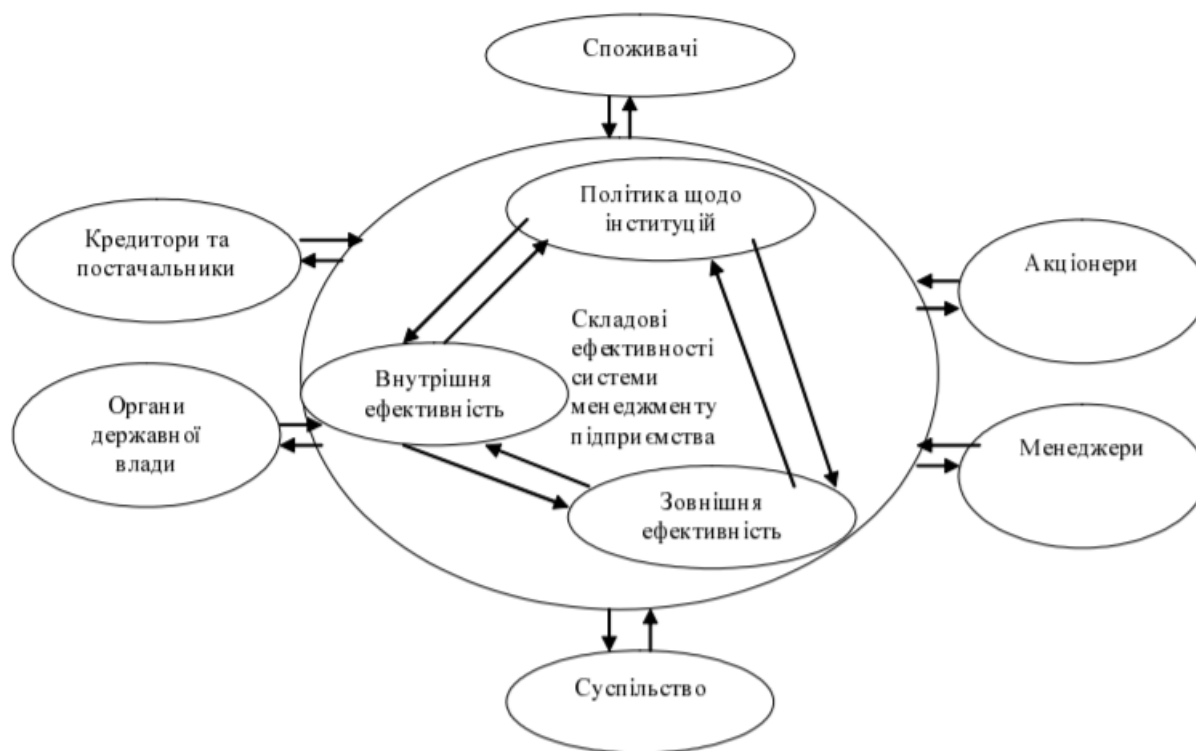 Споживачі
Політика щодо
інституцій
Кредитори та
постачальники
Акціонери
Складові
ефективності
системи
менеджменту
підприємства
Внутрішня
ефективність
Органи
державної
влади
Менеджери
Зовнішня
ефективність
Суспільство